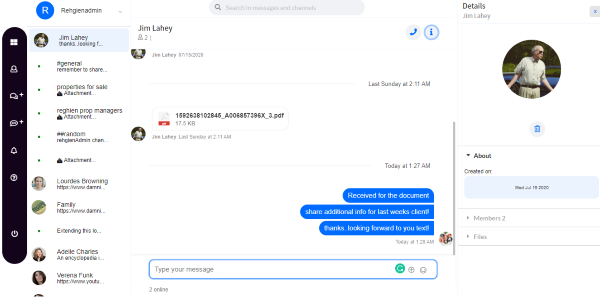 R
Rehgienadmin
Search in messages and channels
Details
Jim Lahey
x
Jim Lahey
thanks..looking f...
#general
remember to share...
properties for sale
Attachment...
reghien prop managers
Attachment...
##random
rehgienAdmin chan...
Attachment...
Lourdes Browning
https://www.damni...
Family
https://www.damni...
Extending this lo...
Adelle Charles
An encyclopedia i...
Verena Funk
https://www.youtu...
Jim Lahey
2
Jim Lahey 07/19/2020
Last Sunday at 2:11 AM
1592638102845_A006857396X_3.pdf
17.5 KB
Jim Lahey Last Sunday at 2:11 AM
Today at 1:27 AM
Received for the document
share additional info for last weeks client!
thanks..looking forward to you text!
Today at 1:28 AM
Type your message
2 online
About
Created on:
Wed Jul 15 2020
Members 2
Files